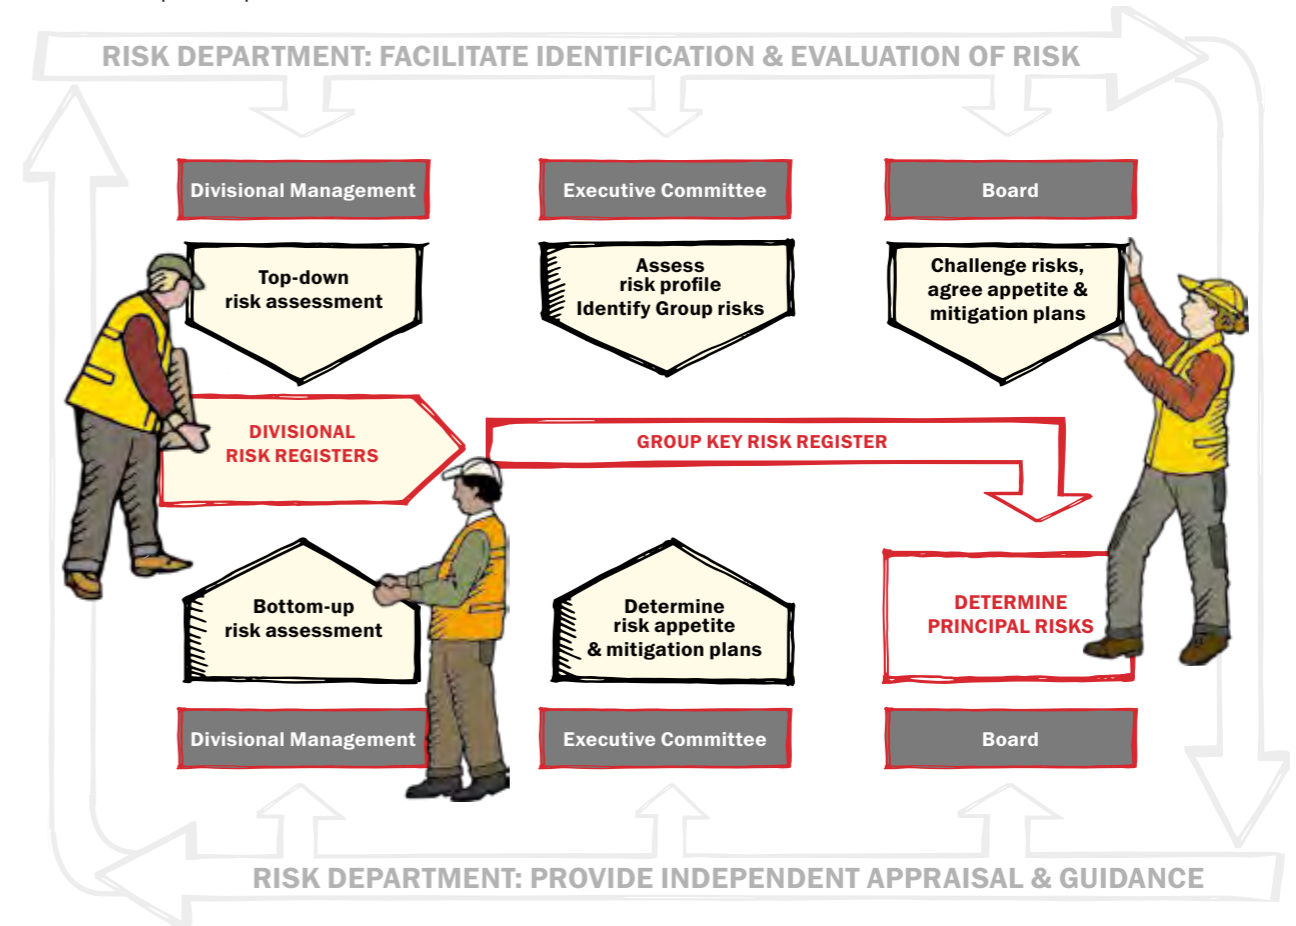 RISK DEPARTMENT: FACILITATE IDENTIFICATION & EVALUATION OF RISK
Divisional Management
Executive Committee
Board
Top-down
risk assessment
Assess
risk profile
Identify Group risks
Challenge risks,
agree appetite &
mitigation plans
DIVISIONAL
RISK REGISTERS
GROUP KEY RISK REGISTER
Bottom-up
risk assessment
Determine
risk appetite
& mitigation plans
DETERMINE
PRINCIPAL RISKS
Divisional Management
Executive Committee
Board
RISK DEPARTMENT: PROVIDE INDEPENDENT APPRAISAL & GUIDANCE